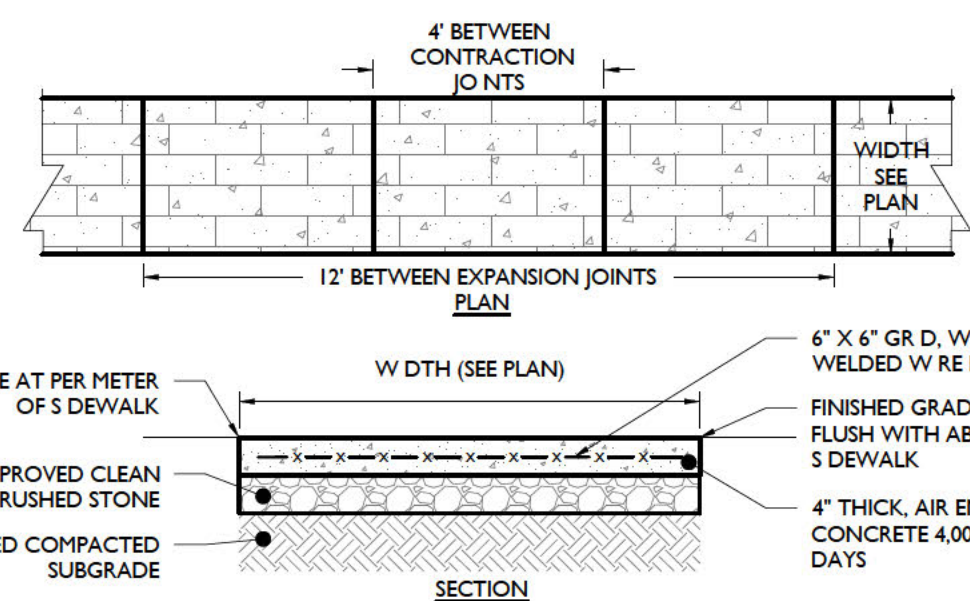 4' BETWEEN
CONTRACTION
JO NTS
WIDTH
SEE
PLAN
12' BETWEEN EXPANSION JOINTS
PLAN
6" X 6" GR D, W
WELDED W RE
W DTH (SEE PLAN)
E AT PER METER
OF S DEWALK
FINISHED GRAD
FLUSH WITH AB
S DEWALK
PROVED CLEAN
RUSHED STONE
4" THICK, AIR E
CONCRETE 4,00
DAYS
ED COMPACTED
SUBGRADE
SECTION